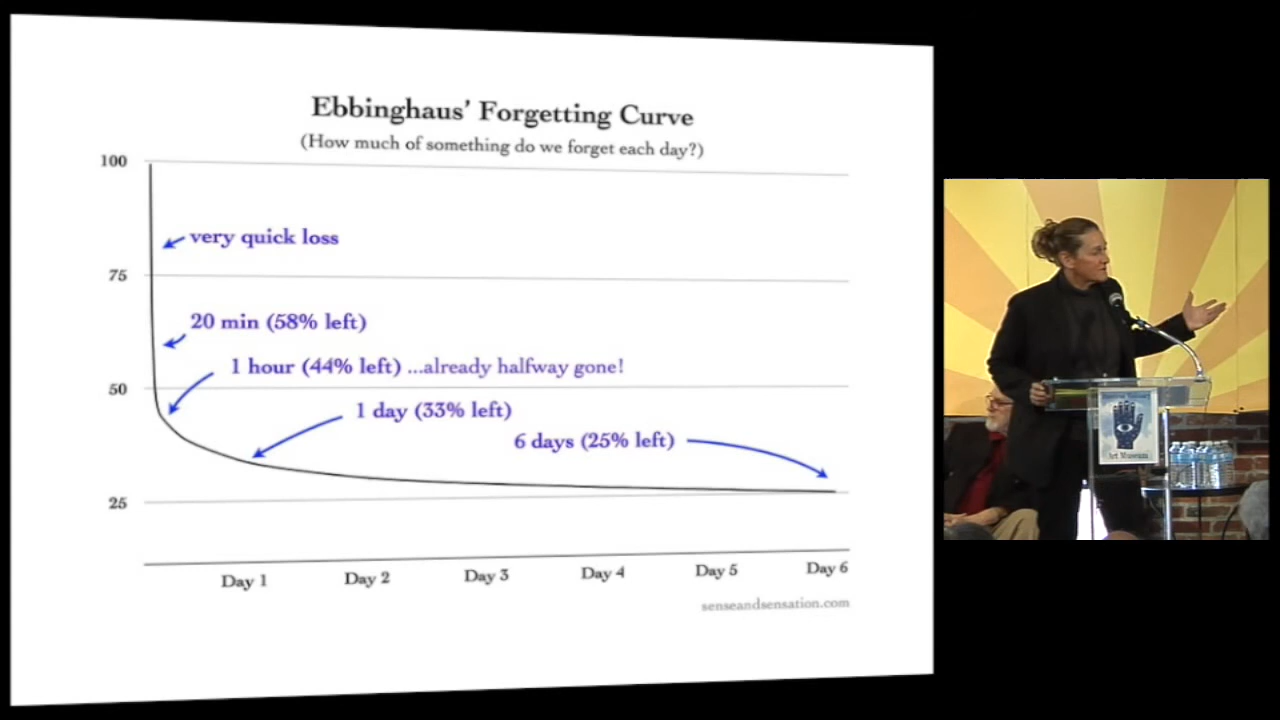 Ebbinghaus' Forgetting Curve
(How much of something do we forget each day?)
100
very quick loss
75
20 min (58% left)
1 hour (44% left) ...already halfway gone!
50
1 day (33% left)
6 days (25% left)
25
Day 1 Day 2 Day 3 Day 4 Day 5 Day 6
senseandsensation.com
Art Museum